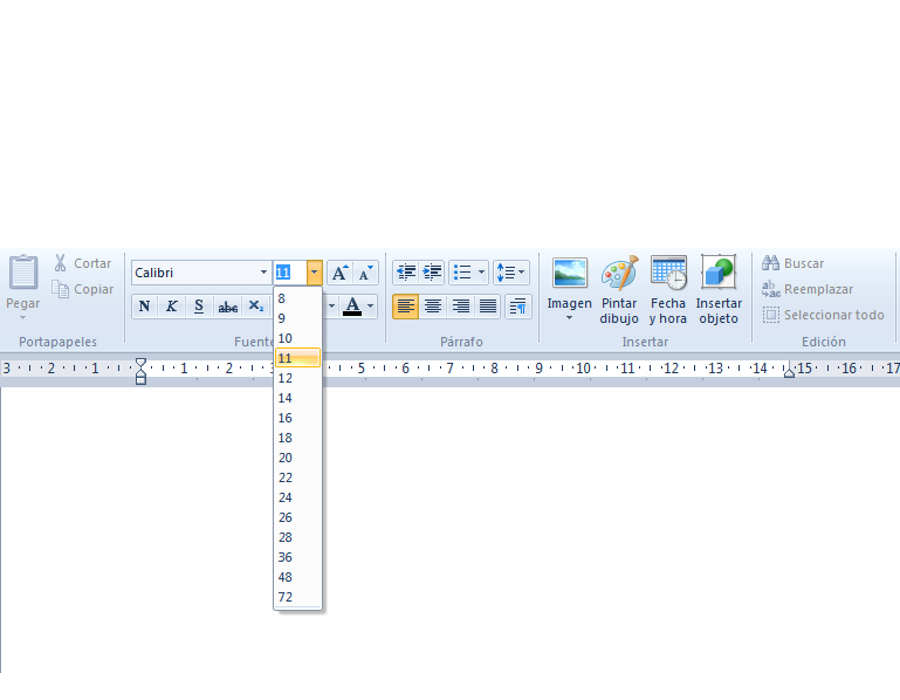 Pegar
Cortar
Copiar
Portapapeles
Calibri 11
A A
N K S abc X₂ A
Fuente
Párrafo
Imagen
Pintar dibujo
Fecha y hora
Insertar objeto
Insertar
Buscar
Reemplazar
Seleccionar todo
Edición
3 2 1 1 2 3 5 6 7 8 9 10 11 12 13 14 15 16 17
8
9
10
11
12
14
16
18
20
22
24
26
28
36
48
72